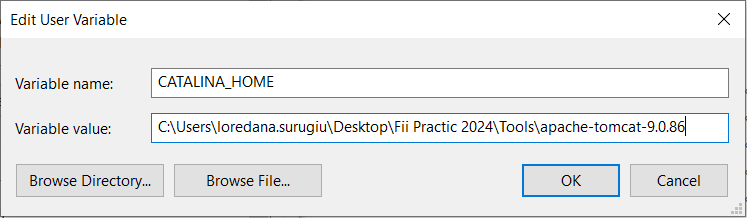 Edit User Variable
Variable name: CATALINA_HOME
Variable value: C:\Users\loredana.surugiu\Desktop\Fii Practic 2024\Tools\apache-tomcat-9.0.86
Browse Directory... Browse File... OK Cancel